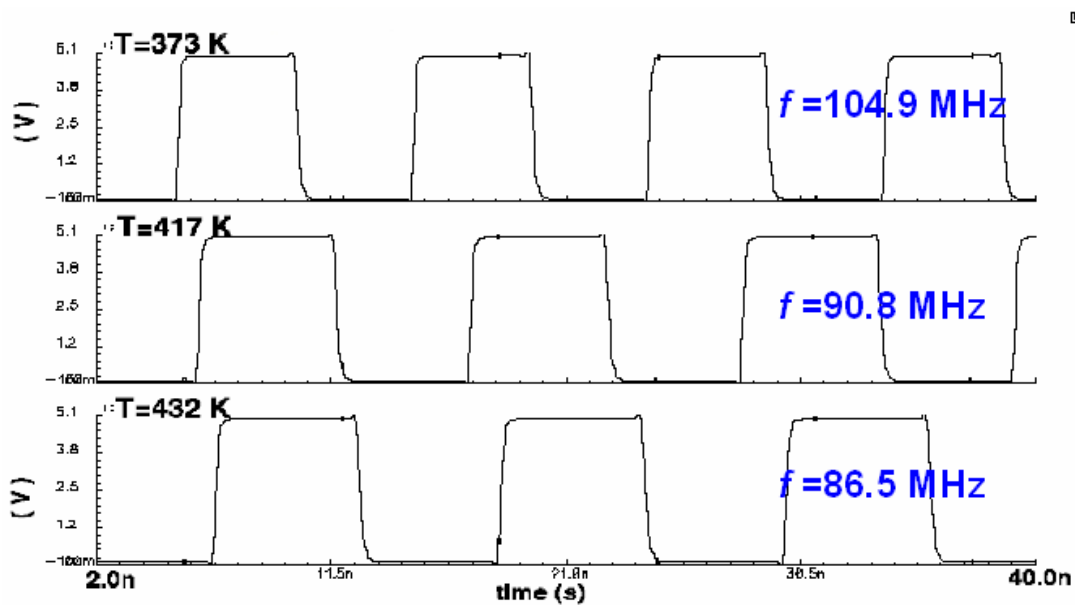 T=373 K
5.1
3.8
(V)
2.5
f =104.9 MHz
1.2
T=417 K
5.1
3.8
2.5
f =90.8 MHz
1.2
T=432 K
5.1
3.8
(V)
2.5
f =86.5 MHz
1.2
2.0n
11.5n
21.0n
30.5n
40.0n
time (s)